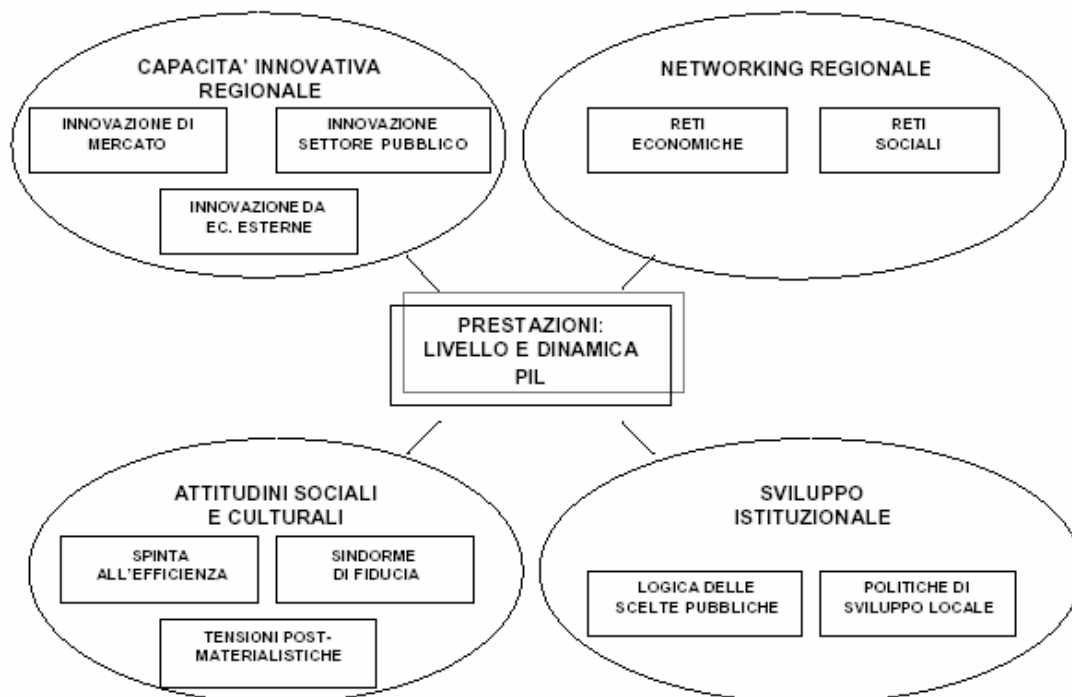 CAPACITA' INNOVATIVA
REGIONALE
INNOVAZIONE DI
MERCATO
INNOVAZIONE
SETTORE PUBBLICO
INNOVAZIONE DA
EC. ESTERNE
NETWORKING REGIONALE
RETI
ECONOMICHE
RETI
SOCIALI
PRESTAZIONI:
LIVELLO E DINAMICA
PIL
ATTITUDINI SOCIALI
E CULTURALI
SPINTA
ALL'EFFICIENZA
SINDORME
DI FIDUCIA
TENSIONI POST-
MATERIALISTICHE
SVILUPPO
ISTITUZIONALE
LOGICA DELLE
SCELTE PUBBLICHE
POLITICHE DI
SVILUPPO LOCALE